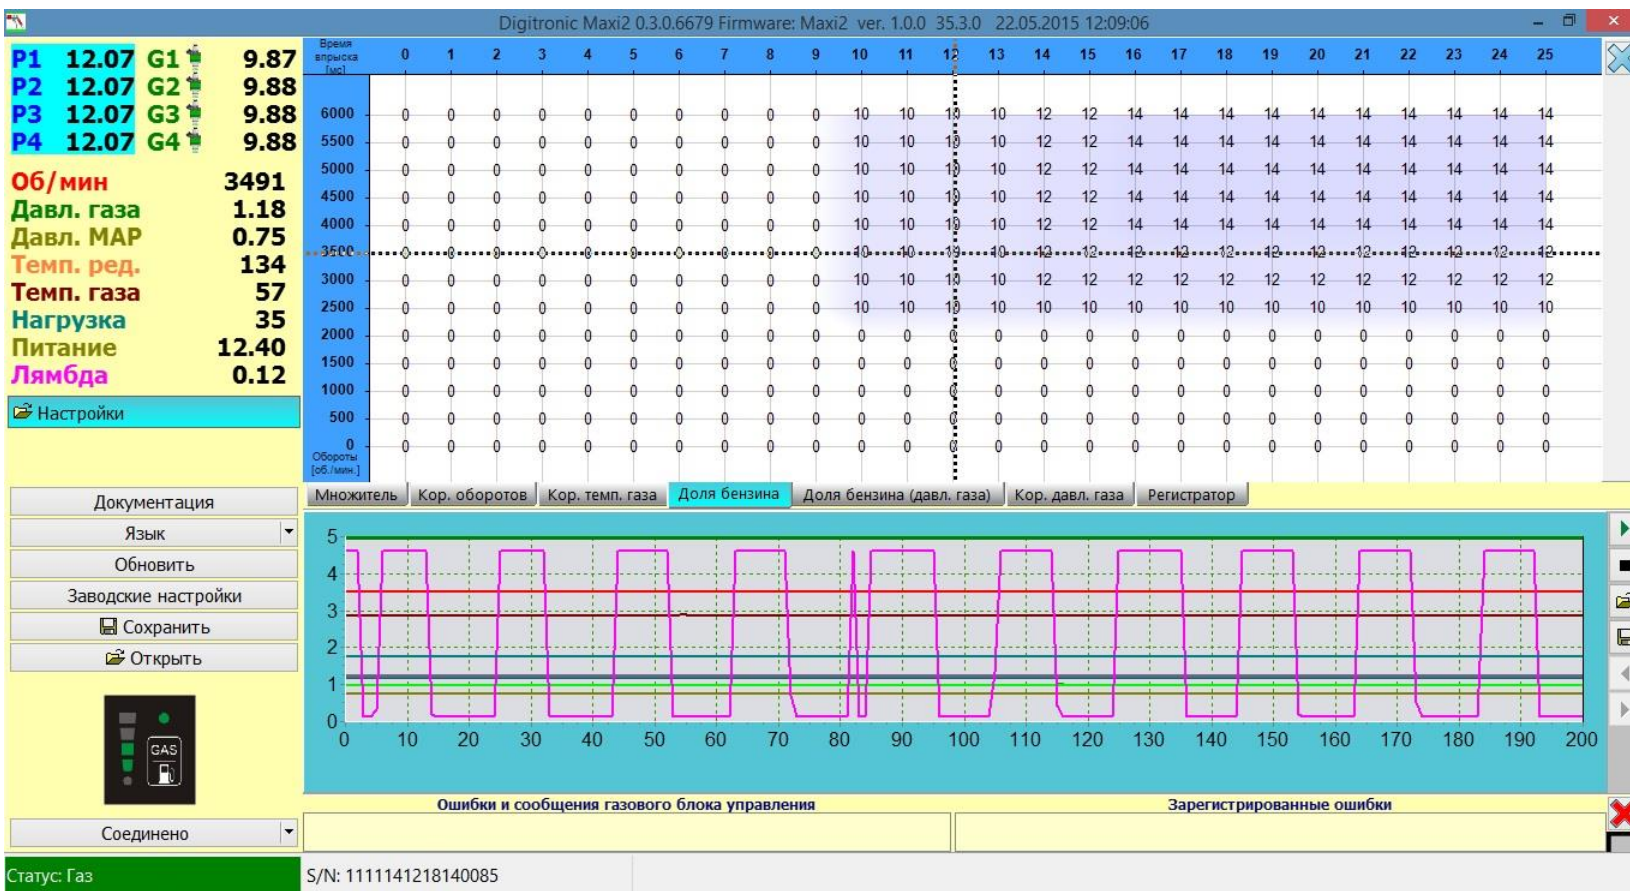 Digitronic Maxi2 0.3.0.6679 Firmware: Maxi2 ver. 1.0.0 35.3.0 22.05.2015 12:09:06
P1 12.07 G1 9.87
P2 12.07 G2 9.88
P3 12.07 G3 9.88
P4 12.07 G4 9.88
Об/мин 3491
Давл. газа 1.18
Давл. МАР 0.75
Темп. ред. 134
Темп. газа 57
Нагрузка 35
Питание 12.40
Лямбда 0.12
Настройки
Документация
Язык
Обновить
Заводские настройки
Сохранить
Открыть
GAS
Соединено
Время впрыска [мс] 0 1 2 3 4 5 6 7 8 9 10 11 12 13 14 15 16 17 18 19 20 21 22 23 24 25
6000 0 0 0 0 0 0 0 0 0 0 10 10 10 10 12 12 14 14 14 14 14 14 14 14 14 14
5500 0 0 0 0 0 0 0 0 0 0 10 10 10 10 12 12 14 14 14 14 14 14 14 14 14 14
5000 0 0 0 0 0 0 0 0 0 0 10 10 10 10 12 12 14 14 14 14 14 14 14 14 14 14
4500 0 0 0 0 0 0 0 0 0 0 10 10 10 10 12 12 14 14 14 14 14 14 14 14 14 14
4000 0 0 0 0 0 0 0 0 0 0 10 10 10 10 12 12 14 14 14 14 14 14 14 14 14 14
3500 0 0 0 0 0 0 0 0 0 0 10 10 10 10 12 12 12 12 12 12 12 12 12 12 12 12
3000 0 0 0 0 0 0 0 0 0 0 10 10 10 10 12 12 12 12 12 12 12 12 12 12 12 12
2500 0 0 0 0 0 0 0 0 0 0 10 10 10 10 10 10 10 10 10 10 10 10 10 10 10 10
2000 0 0 0 0 0 0 0 0 0 0 0 0 0 0 0 0 0 0 0 0 0 0 0 0 0 0
1500 0 0 0 0 0 0 0 0 0 0 0 0 0 0 0 0 0 0 0 0 0 0 0 0 0 0
1000 0 0 0 0 0 0 0 0 0 0 0 0 0 0 0 0 0 0 0 0 0 0 0 0 0 0
500 0 0 0 0 0 0 0 0 0 0 0 0 0 0 0 0 0 0 0 0 0 0 0 0 0 0
0 0 0 0 0 0 0 0 0 0 0 0 0 0 0 0 0 0 0 0 0 0 0 0 0 0 0
Обороты
[об./мин.]
Множитель Кор. оборотов Кор. темп. газа Доля бензина Доля бензина (давл. газа) Кор. давл. газа Регистратор
5
4
3
2
1
0
0 10 20 30 40 50 60 70 80 90 100 110 120 130 140 150 160 170 180 190 200
Ошибки и сообщения газового блока управления Зарегистрированные ошибки
Статус: Газ S/N: 1111141218140085